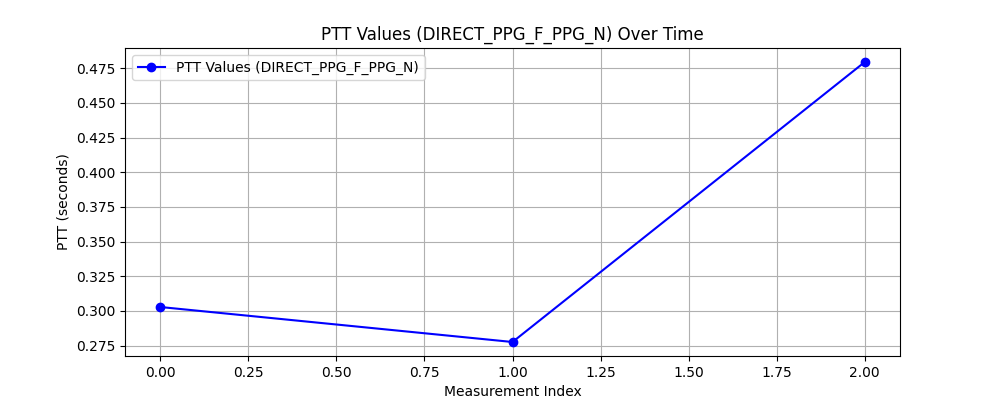 PTT Values (DIRECT_PPG_F_PPG_N) Over Time
PTT Values (DIRECT_PPG_F_PPG_N)
PTT (seconds)
0.475
0.450
0.425
0.400
0.375
0.350
0.325
0.300
0.275
0.00 0.25 0.50 0.75 1.00 1.25 1.50 1.75 2.00
Measurement Index